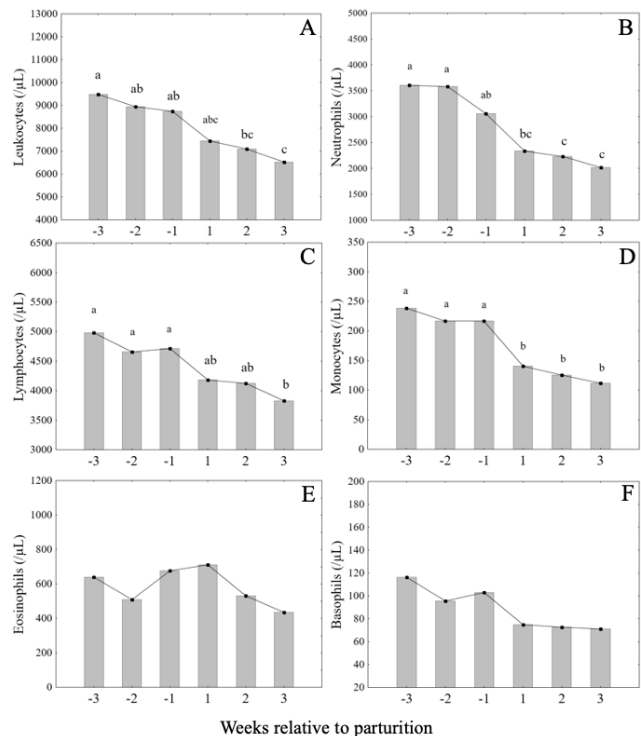 A
Leukocytes (/µL)
13000
12000
11000
10000
9000
8000
7000
6000
5000
4000
a
ab
ab
abc
bc
c
-3 -2 -1 1 2 3
B
Neutrophils (/µL)
5000
4500
4000
3500
3000
2500
2000
1500
1000
a
a
ab
bc
c
c
-3 -2 -1 1 2 3
C
Lymphocytes (/µL)
6500
6000
5500
5000
4500
4000
3500
3000
a
a
a
ab
ab
b
-3 -2 -1 1 2 3
D
Monocytes (/µL)
350
300
250
200
150
100
50
0
a
a
a
b
b
b
-3 -2 -1 1 2 3
E
Eosinophils (/µL)
1200
1000
800
600
400
200
0
-3 -2 -1 1 2 3
F
Basophils (/µL)
200
180
160
140
120
100
80
60
40
20
-3 -2 -1 1 2 3
Weeks relative to parturition